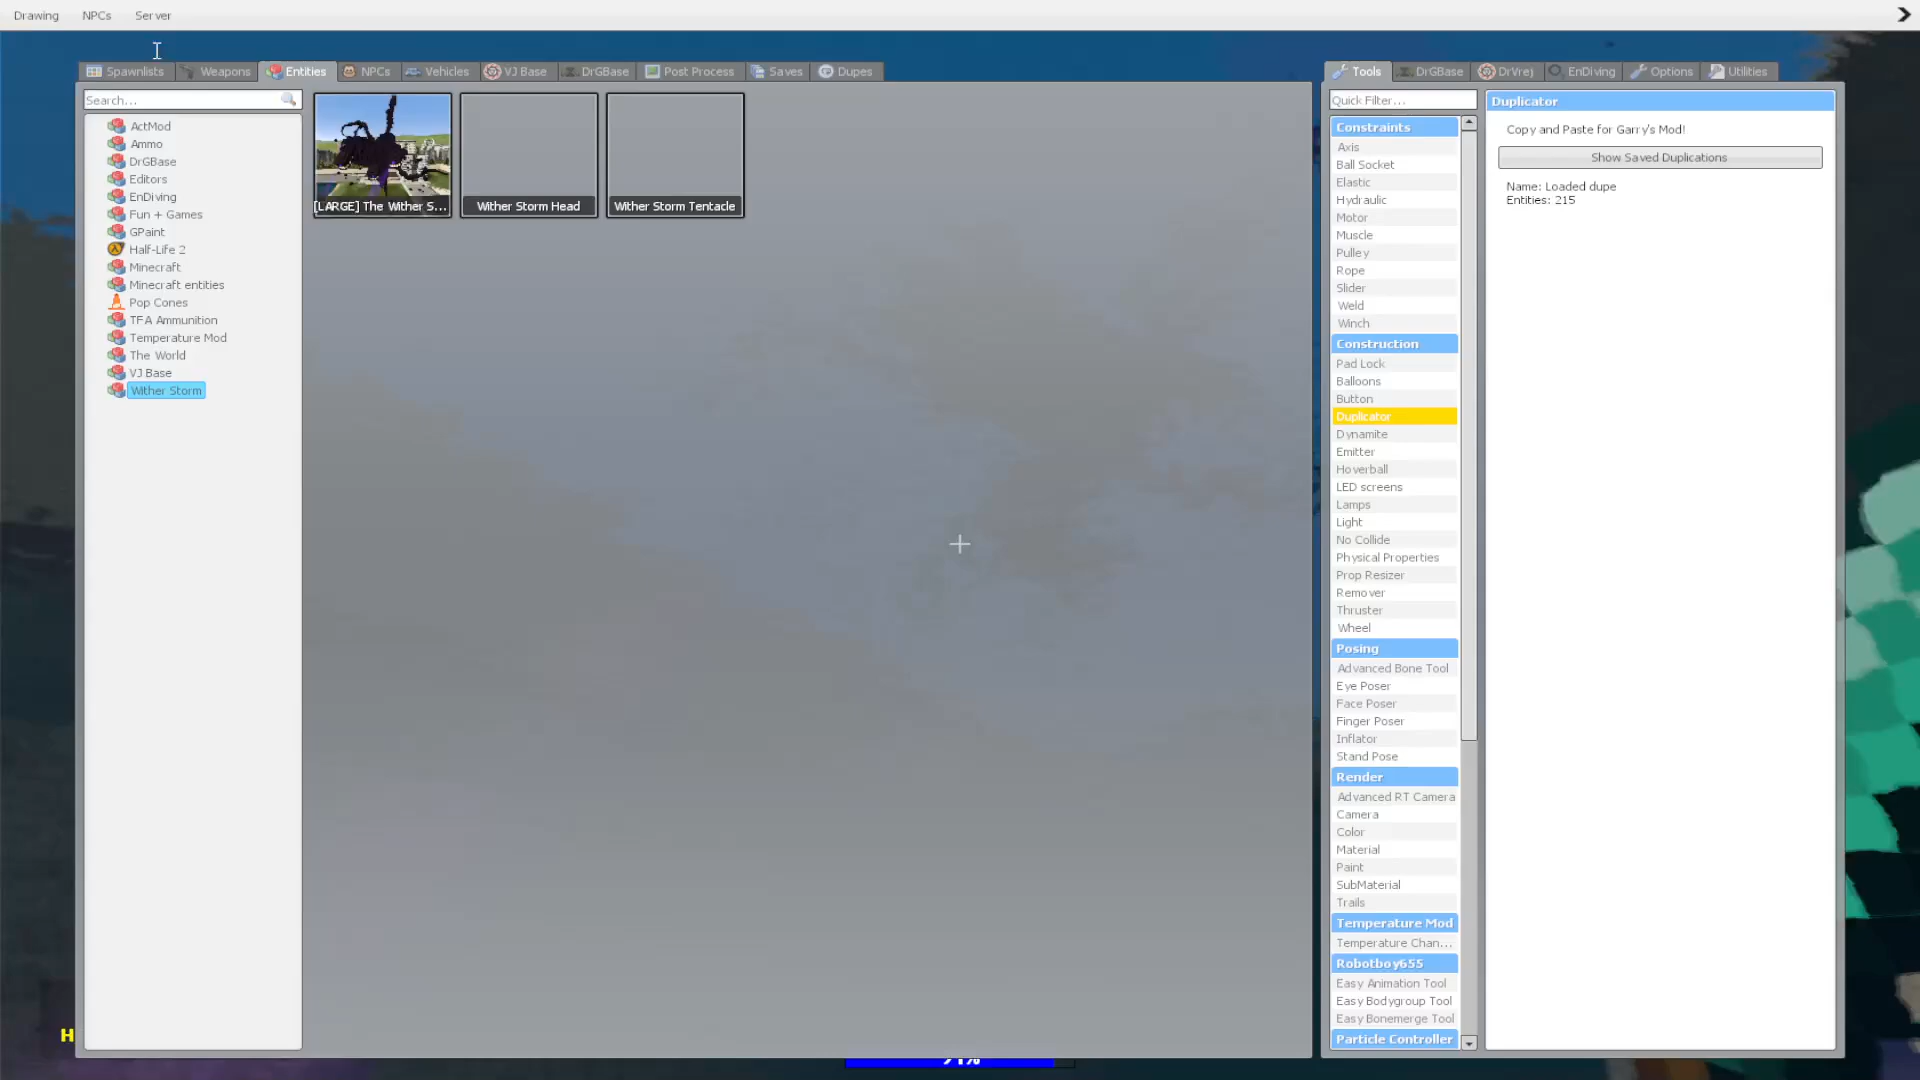 Drawing NPCs Server
Spawnlists Weapons Entities NPCs Vehicles VJ Base DrGBase Post Process Saves Dupes
Search...
ActMod
Ammo
DrGBase
Editors
EnDiving
Fun + Games
GPaint
Half-Life 2
Minecraft
Minecraft entities
Pop Cones
TFA Ammunition
Temperature Mod
The World
VJ Base
Wither Storm
[LARGE] The Wither S...
Wither Storm Head
Wither Storm Tentacle
Tools DrGBase DrVrej EnDiving Options Utilities
Quick Filter...
Constraints
Axis
Ball Socket
Elastic
Hydraulic
Motor
Muscle
Pulley
Rope
Slider
Weld
Winch
Construction
Pad Lock
Balloons
Button
Duplicator
Dynamite
Emitter
Hoverball
LED screens
Lamps
Light
No Collide
Physical Properties
Prop Resizer
Remover
Thruster
Wheel
Posing
Advanced Bone Tool
Eye Poser
Face Poser
Finger Poser
Inflator
Stand Pose
Render
Advanced RT Camera
Camera
Color
Material
Paint
SubMaterial
Trails
Temperature Mod
Temperature Chan...
Robotboy655
Easy Animation Tool
Easy Bodygroup Tool
Easy Bonemerge Tool
Particle Controller
Duplicator
Copy and Paste for Garry's Mod!
Show Saved Duplications
Name: Loaded dupe
Entities: 215
H